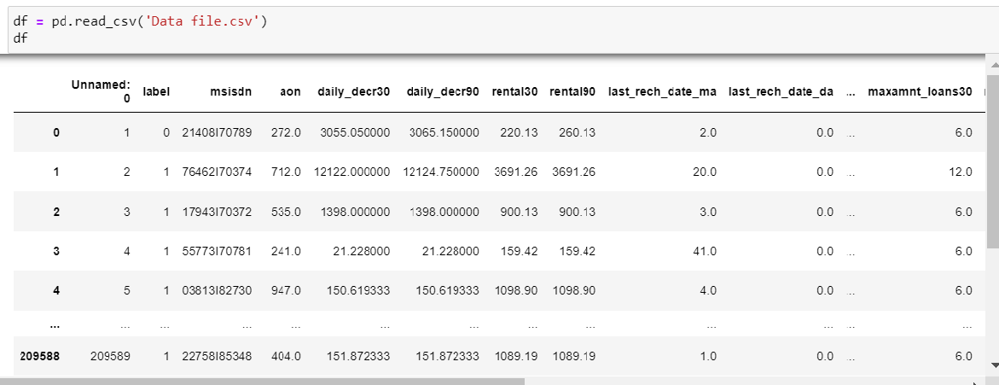 df = pd.read_csv('Data file.csv')
df
Unnamed: 0 label msisdn aon daily_decr30 daily_decr90 rental30 rental90 last_rech_date_ma last_rech_date_da ... maxamnt_loans30
0 1 0 21408I70789 272.0 3055.050000 3065.150000 220.13 260.13 2.0 0.0 ... 6.0
1 2 1 76462I70374 712.0 12122.000000 12124.750000 3691.26 3691.26 20.0 0.0 ... 12.0
2 3 1 17943I70372 535.0 1398.000000 1398.000000 900.13 900.13 3.0 0.0 ... 6.0
3 4 1 55773I70781 241.0 21.228000 21.228000 159.42 159.42 41.0 0.0 ... 6.0
4 5 1 03813I82730 947.0 150.619333 150.619333 1098.90 1098.90 4.0 0.0 ... 6.0
... ... ... ... ... ... ... ... ... ... ... ... ...
209588 209589 1 22758I85348 404.0 151.872333 151.872333 1089.19 1089.19 1.0 0.0 ... 6.0